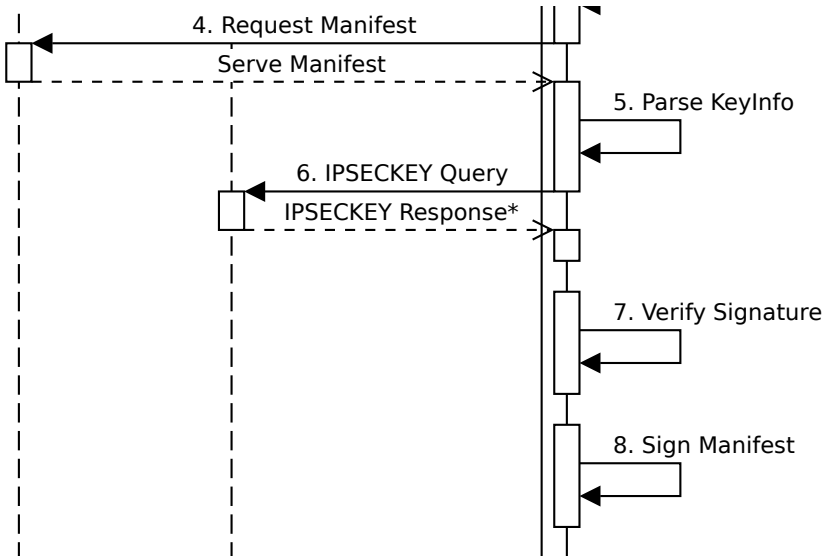 4. Request Manifest
Serve Manifest
5. Parse KeyInfo
6. IPSECKEY Query
IPSECKEY Response*
7. Verify Signature
8. Sign Manifest